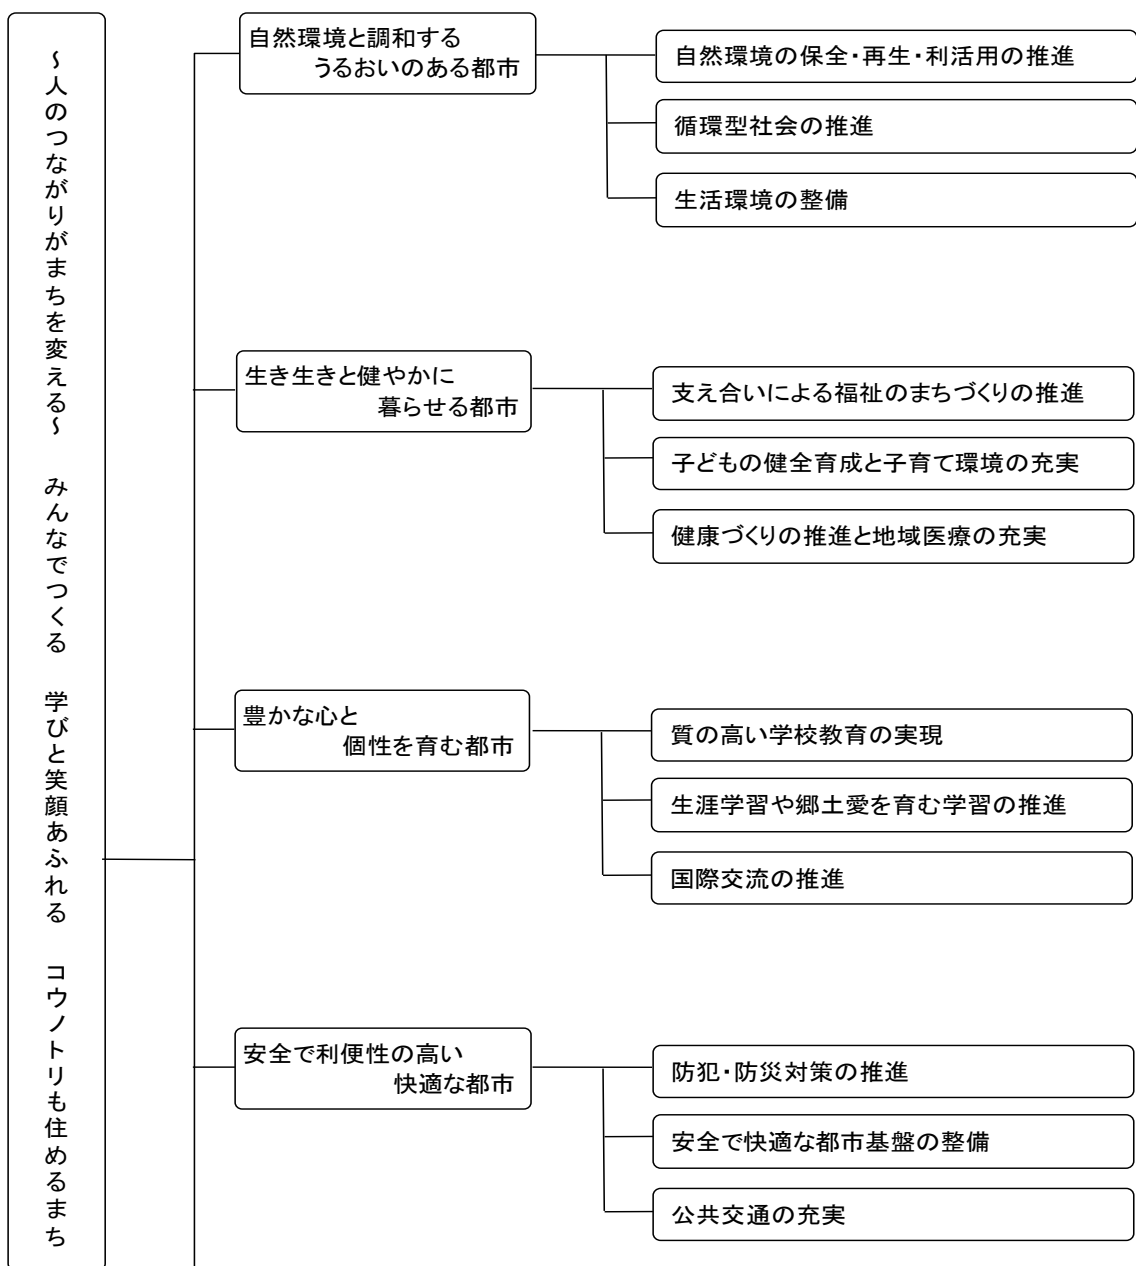 ～人のつながりがまちを変える～　みんなでつくる　学びと笑顔あふれる　コウノトリも住めるまち
自然環境と調和する
うるおいのある都市
自然環境の保全・再生・利活用の推進
循環型社会の推進
生活環境の整備
生き生きと健やかに
暮らせる都市
支え合いによる福祉のまちづくりの推進
子どもの健全育成と子育て環境の充実
健康づくりの推進と地域医療の充実
豊かな心と
個性を育む都市
質の高い学校教育の実現
生涯学習や郷土愛を育む学習の推進
国際交流の推進
安全で利便性の高い
快適な都市
防犯・防災対策の推進
安全で快適な都市基盤の整備
公共交通の充実